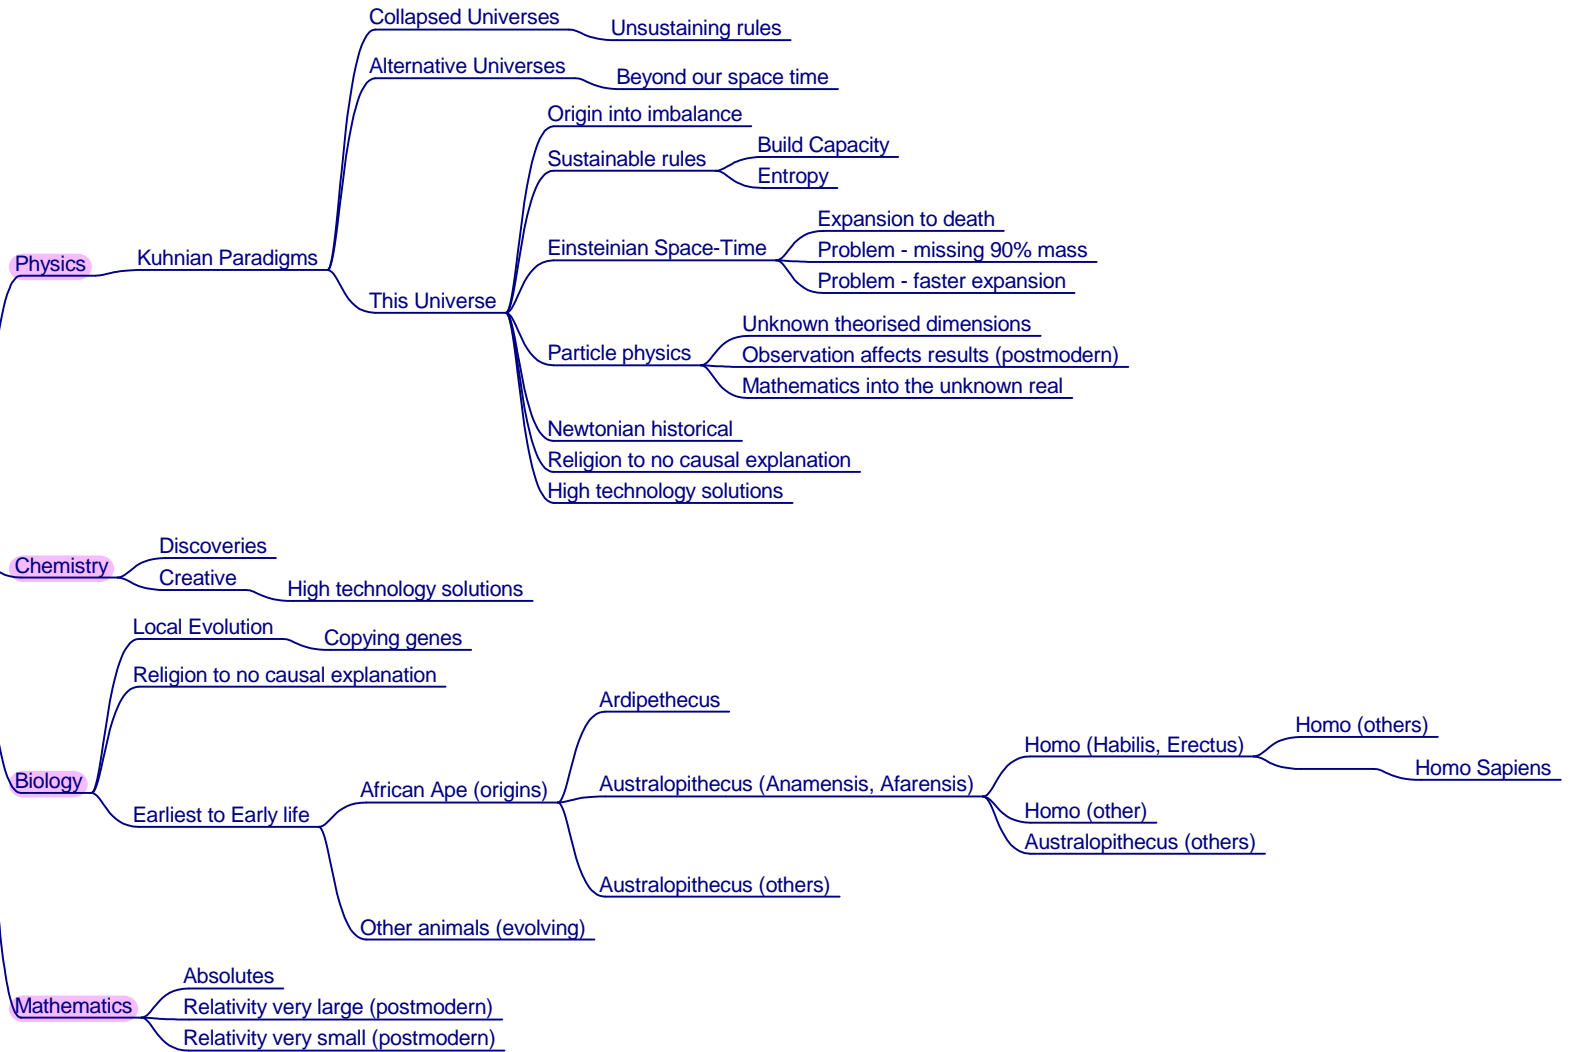 Collapsed Universes
Unsustaining rules
Alternative Universes
Beyond our space time
Origin into imbalance
Sustainable rules
Build Capacity
Entropy
Physics
Kuhnian Paradigms
This Universe
Einsteinian Space-Time
Expansion to death
Problem - missing 90% mass
Problem - faster expansion
Particle physics
Unknown theorised dimensions
Observation affects results (postmodern)
Mathematics into the unknown real
Newtonian historical
Religion to no causal explanation
High technology solutions
Chemistry
Discoveries
Creative
High technology solutions
Local Evolution
Copying genes
Religion to no causal explanation
Biology
Earliest to Early life
African Ape (origins)
Ardipethecus
Australopithecus (Anamensis, Afarensis)
Homo (Habilis, Erectus)
Homo (others)
Homo Sapiens
Homo (other)
Australopithecus (others)
Australopithecus (others)
Other animals (evolving)
Mathematics
Absolutes
Relativity very large (postmodern)
Relativity very small (postmodern)